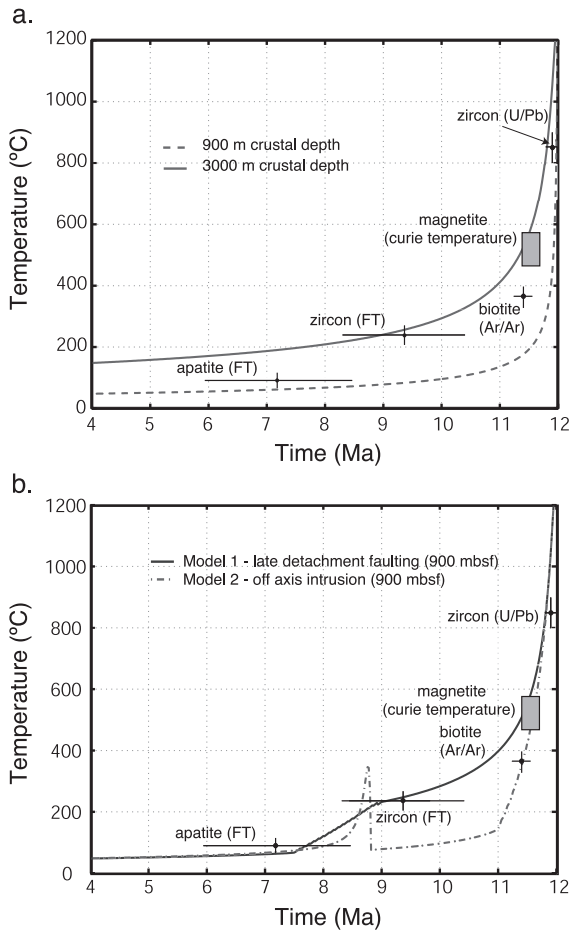 a.
1200
1000
800
600
400
200
0
Temperature (ºC)
900 m crustal depth
3000 m crustal depth
zircon (U/Pb)
magnetite
(curie temperature)
biotite
(Ar/Ar)
zircon (FT)
apatite (FT)
4 5 6 7 8 9 10 11 12
Time (Ma)
b.
1200
1000
800
600
400
200
0
Temperature (ºC)
Model 1 - late detachment faulting (900 mbsf)
Model 2 - off axis intrusion (900 mbsf)
zircon (U/Pb)
magnetite
(curie temperature)
biotite
(Ar/Ar)
zircon (FT)
apatite (FT)
4 5 6 7 8 9 10 11 12
Time (Ma)